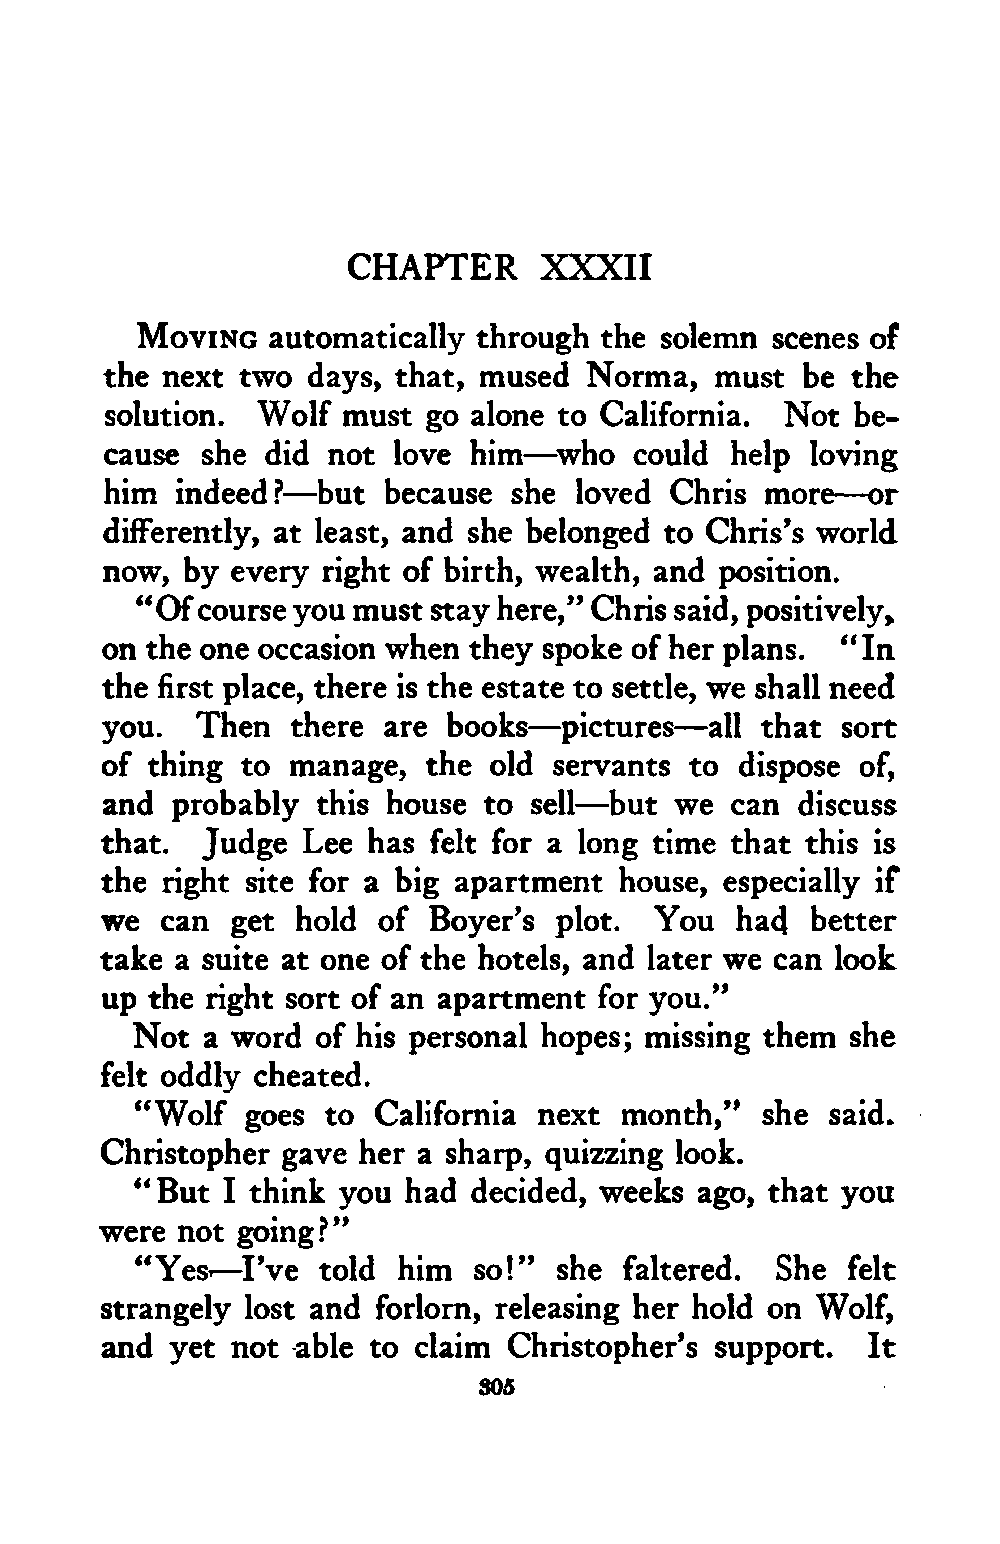 CHAPTER XXXII
MOVING automatically through the solemn scenes of
the next two days, that, mused Norma, must be the
solution. Wolf must go alone to California. Not be-
cause she did not love him—who could help loving
him indeed?—but because she loved Chris more—or
differently, at least, and she belonged to Chris's world
now, by every right of birth, wealth, and position.
"Of course you must stay here," Chris said, positively,
on the one occasion when they spoke of her plans. "In
the first place, there is the estate to settle, we shall need
you. Then there are books—pictures—all that sort
of thing to manage, the old servants to dispose of,
and probably this house to sell—but we can discuss
that. Judge Lee has felt for a long time that this is
the right site for a big apartment house, especially if
we can get hold of Boyer's plot. You had better
take a suite at one of the hotels, and later we can look
up the right sort of an apartment for you."
Not a word of his personal hopes; missing them she
felt oddly cheated.
"Wolf goes to California next month," she said.
Christopher gave her a sharp, quizzing look.
"But I think you had decided, weeks ago, that you
were not going?"
"Yes—I've told him so!" she faltered. She felt
strangely lost and forlorn, releasing her hold on Wolf,
and yet not able to claim Christopher's support. It
305